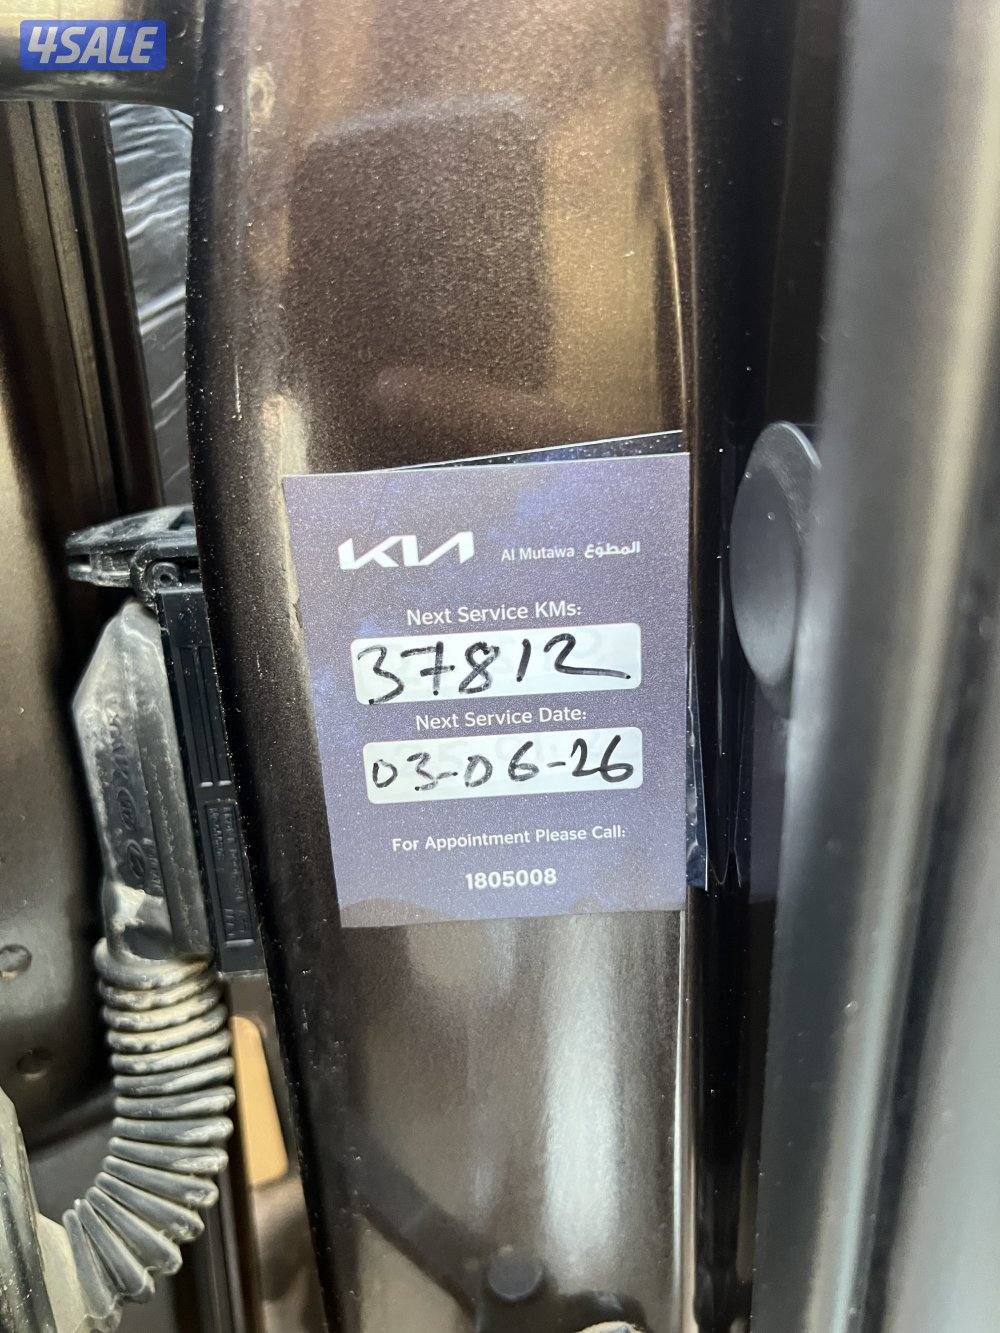 4SALE
KIA Al Mutawa المطوّع
Next Service KMs:
37812
Next Service Date:
03-06-26
For Appointment Please Call:
1805008